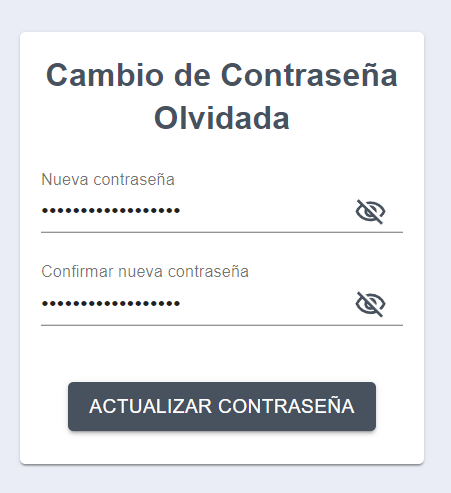 Cambio de Contraseña
Olvidada
Nueva contraseña
••••••••••••••••••
Confirmar nueva contraseña
••••••••••••••••••
ACTUALIZAR CONTRASEÑA